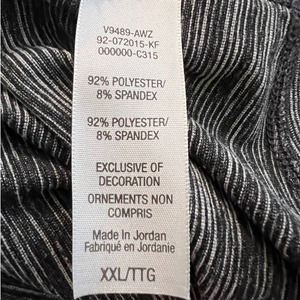 V9489-AWZ
92-072015-KF
000000-C315
92% POLYESTER/
8% SPANDEX
92% POLYESTER/
8% SPANDEX
EXCLUSIVE OF
DECORATION
ORNEMENTS NON
COMPRIS
Made In Jordan
Fabriqué en Jordanie
XXL/TTG